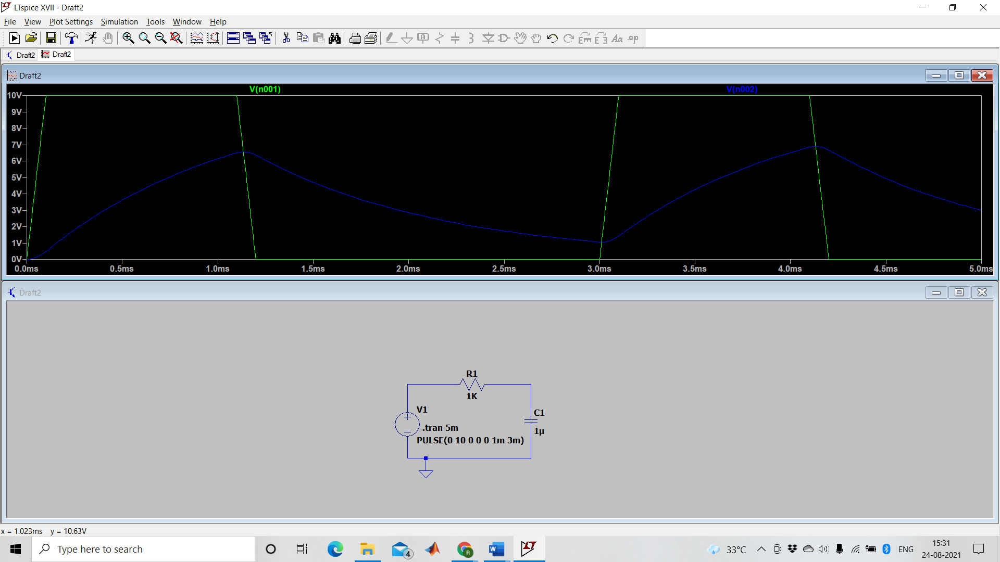 LTspice XVII - Draft2
File View Plot Settings Simulation Tools Window Help
Draft2 Draft2
Draft2
V(n001) V(n002)
10V
9V
8V
7V
6V
5V
4V
3V
2V
1V
0V
0.0ms 0.5ms 1.0ms 1.5ms 2.0ms 2.5ms 3.0ms 3.5ms 4.0ms 4.5ms 5.0ms
Draft2
R1
1K
V1
C1
.tran 5m
1µ
PULSE(0 10 0 0 0 1m 3m)
x = 1.023ms y = 10.63V
Type here to search
4
R
33°C
ENG
15:31
24-08-2021